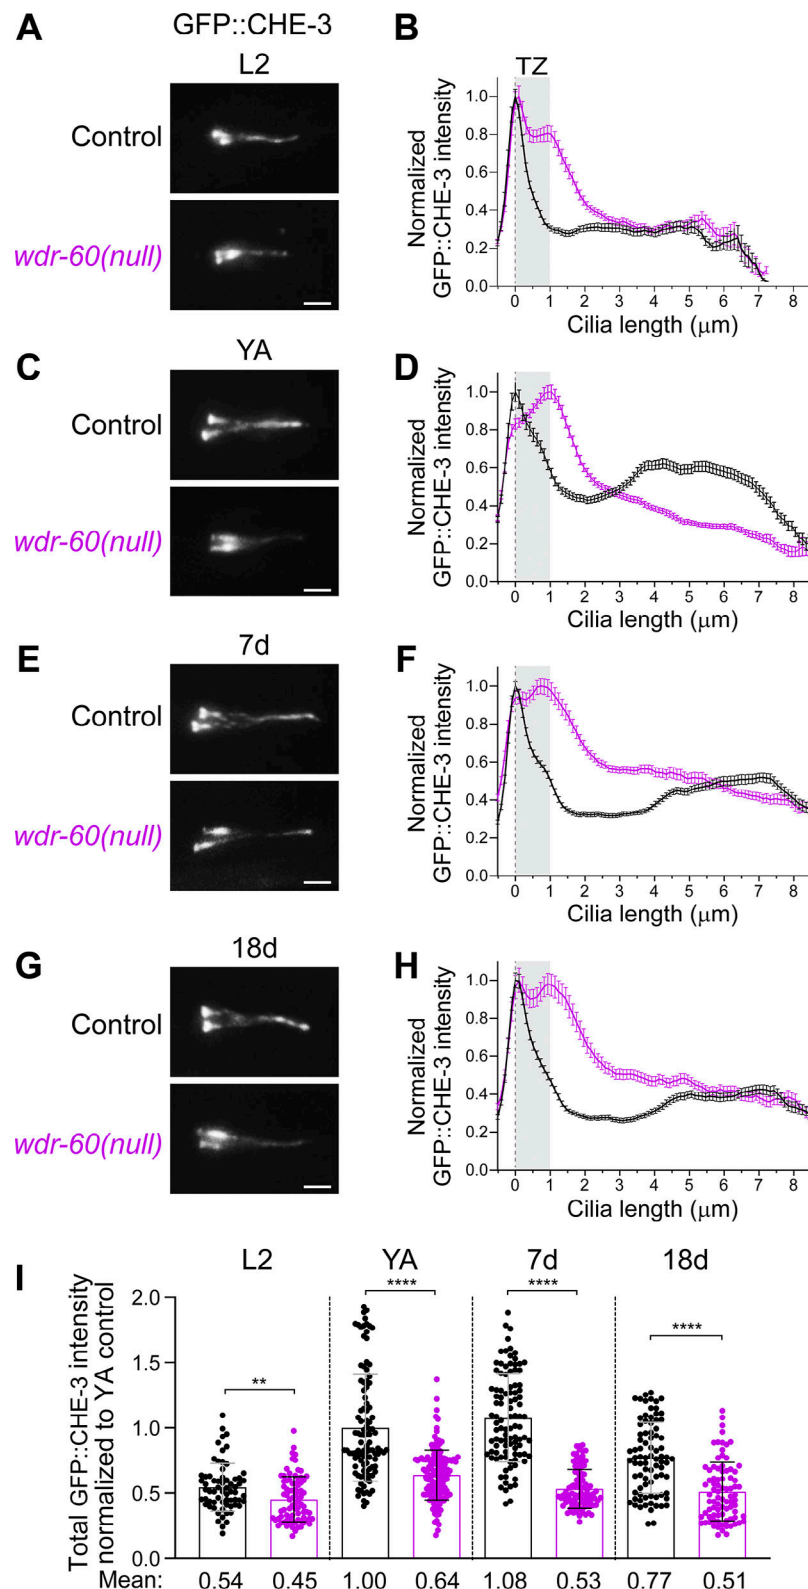 A
GFP::CHE-3
L2
Control
wdr-60(null)
B
TZ
Normalized
GFP::CHE-3 intensity
1.0
0.8
0.6
0.4
0.2
0.0
0 1 2 3 4 5 6 7 8
Cilia length (μm)
C
YA
Control
wdr-60(null)
D
Normalized
GFP::CHE-3 intensity
1.0
0.8
0.6
0.4
0.2
0.0
0 1 2 3 4 5 6 7 8
Cilia length (μm)
E
7d
Control
wdr-60(null)
F
Normalized
GFP::CHE-3 intensity
1.0
0.8
0.6
0.4
0.2
0.0
0 1 2 3 4 5 6 7 8
Cilia length (μm)
G
18d
Control
wdr-60(null)
H
Normalized
GFP::CHE-3 intensity
1.0
0.8
0.6
0.4
0.2
0.0
0 1 2 3 4 5 6 7 8
Cilia length (μm)
I
L2 YA 7d 18d
Total GFP::CHE-3 intensity
normalized to YA control
2.0
1.5
1.0
0.5
0.0
** **** **** ****
Mean: 0.54 0.45 1.00 0.64 1.08 0.53 0.77 0.51